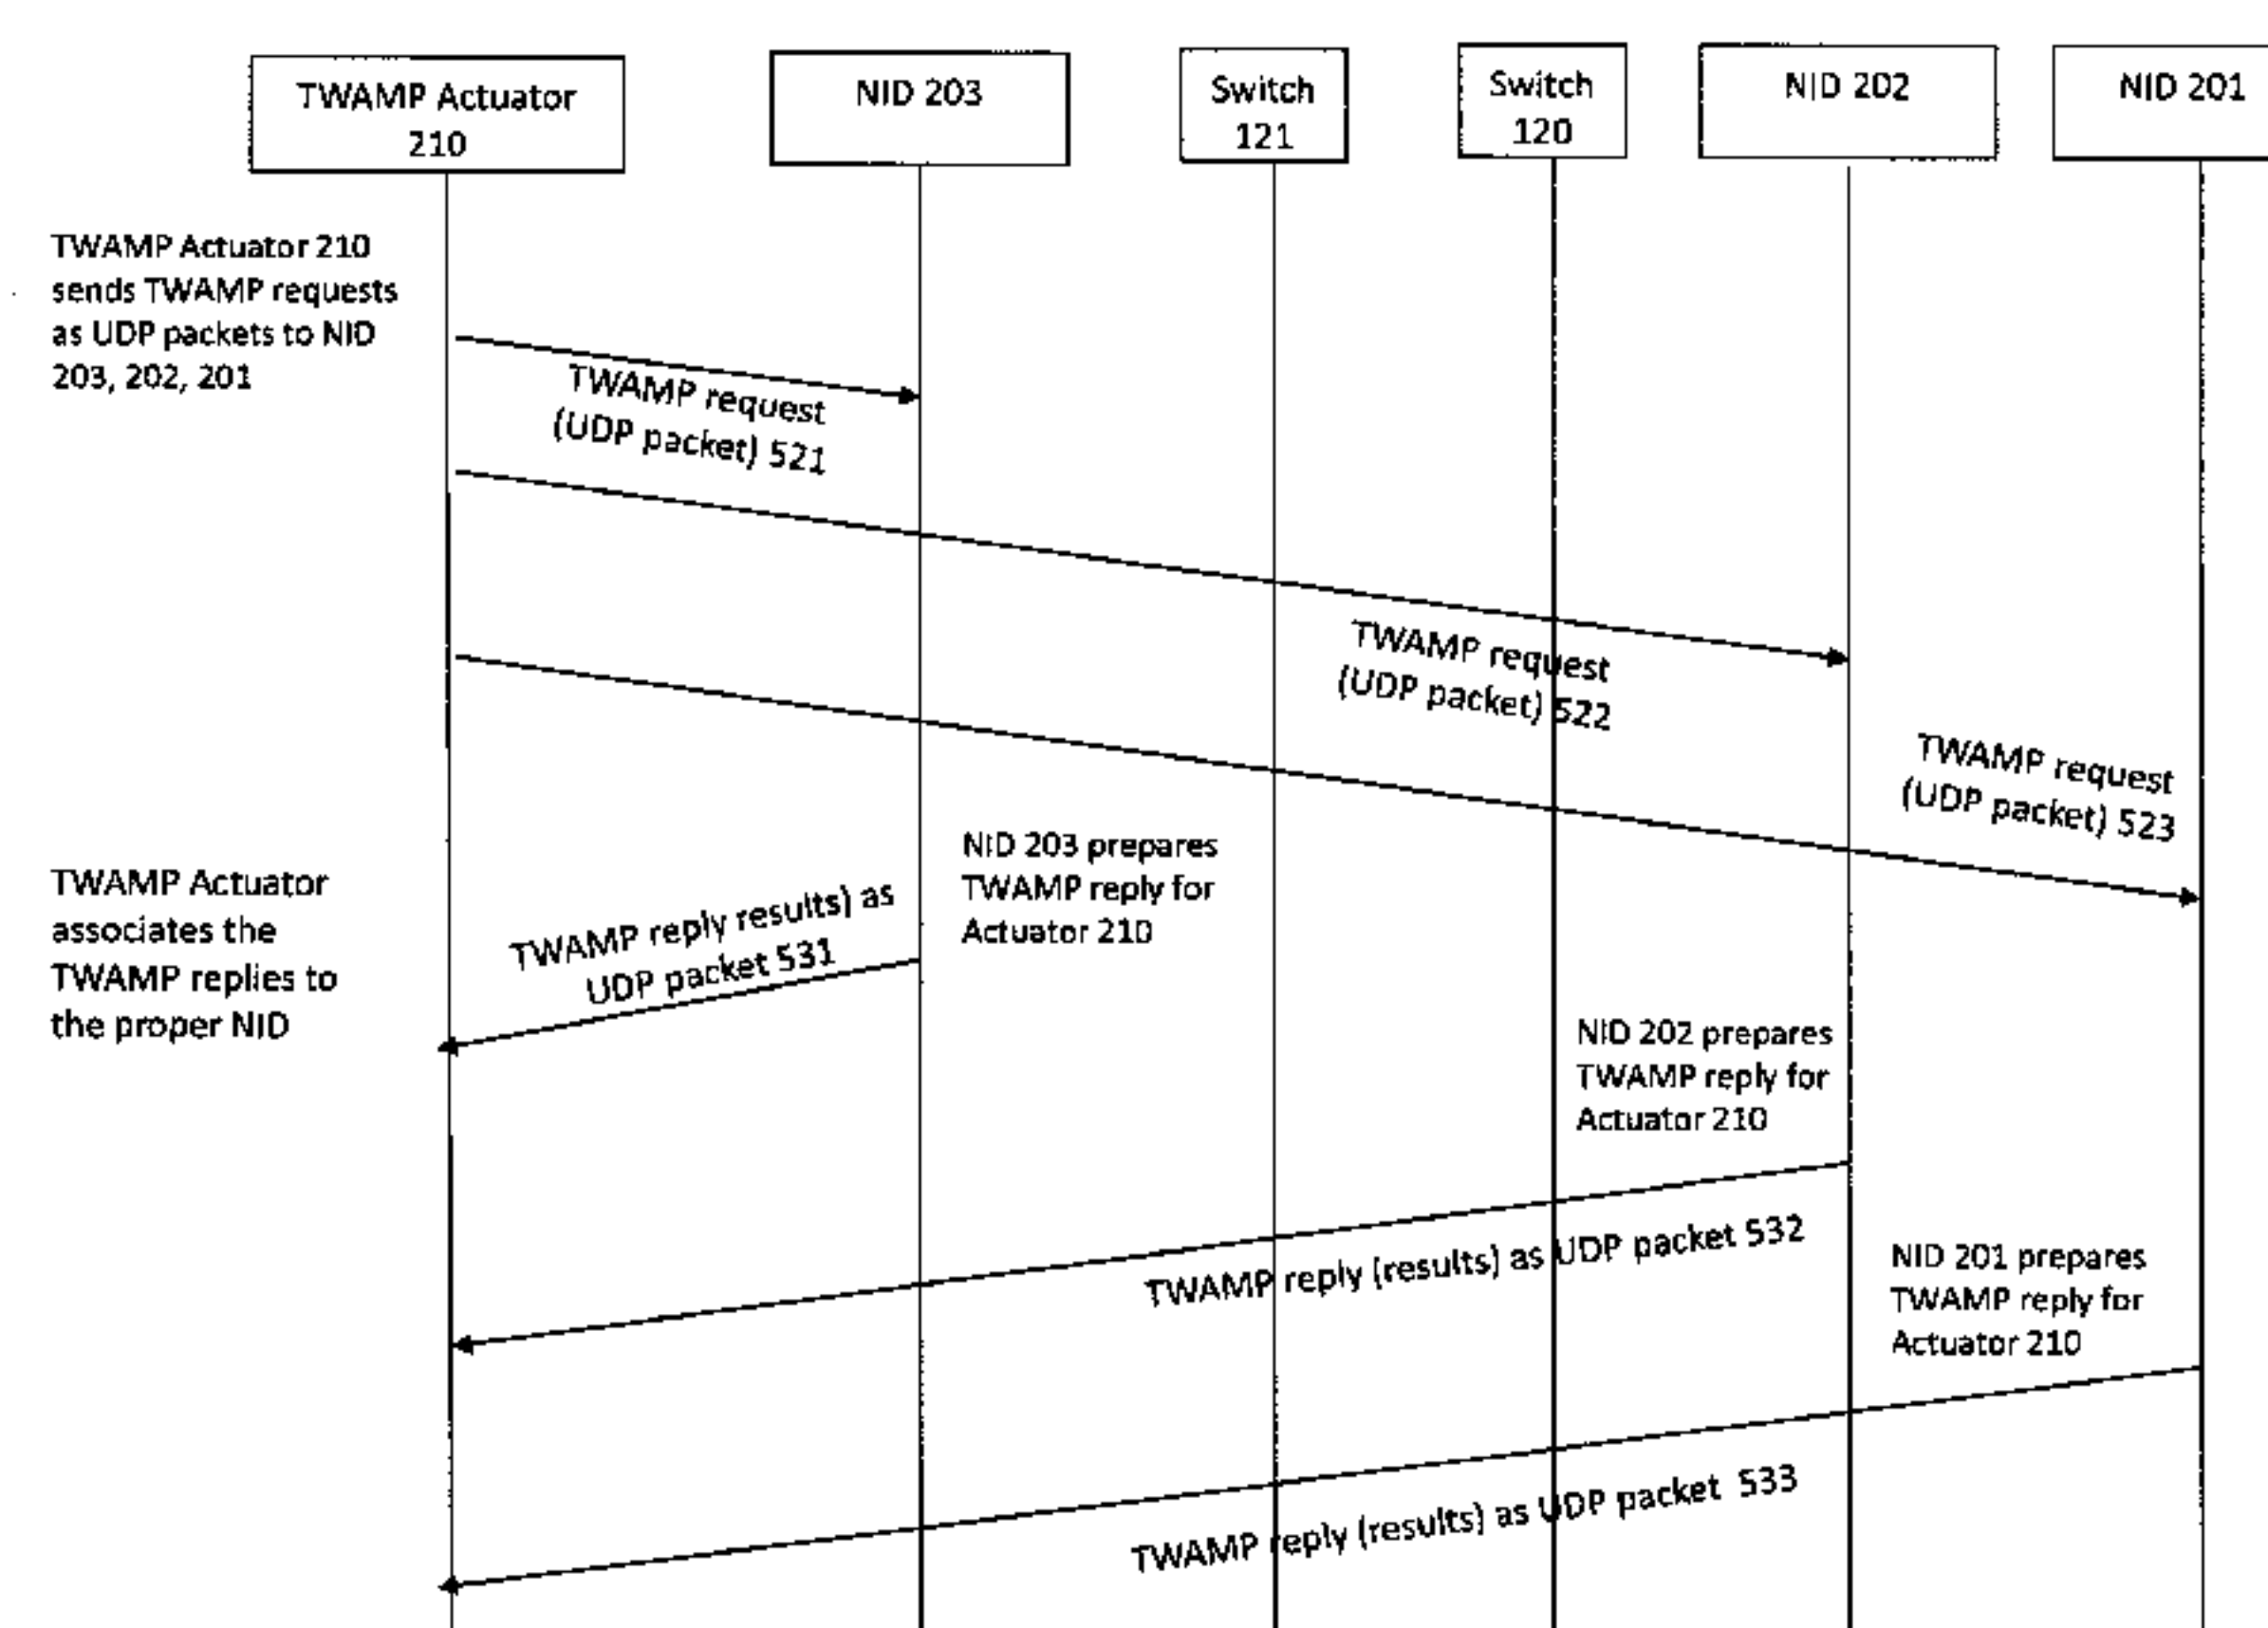 TWAMP Actuator
210
NID 203
Switch
121
Switch
120
NID 202
NID 201
TWAMP Actuator 210
sends TWAMP requests
as UDP packets to NID
203, 202, 201
TWAMP request
(UDP packet) 521
TWAMP request
(UDP packet) 522
TWAMP request
(UDP packet) 523
TWAMP Actuator
associates the
TWAMP replies to
the proper NID
TWAMP reply results) as
UDP packet 531
NID 203 prepares
TWAMP reply for
Actuator 210
NID 202 prepares
TWAMP reply for
Actuator 210
TWAMP reply (results) as UDP packet 532
NID 201 prepares
TWAMP reply for
Actuator 210
TWAMP reply (results) as UDP packet 533